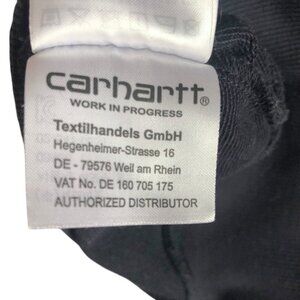 carhartt®
WORK IN PROGRESS
Textilhandels GmbH
Hegenheimer-Strasse 16
DE - 79576 Weil am Rhein
VAT No. DE 160 705 175
AUTHORIZED DISTRIBUTOR